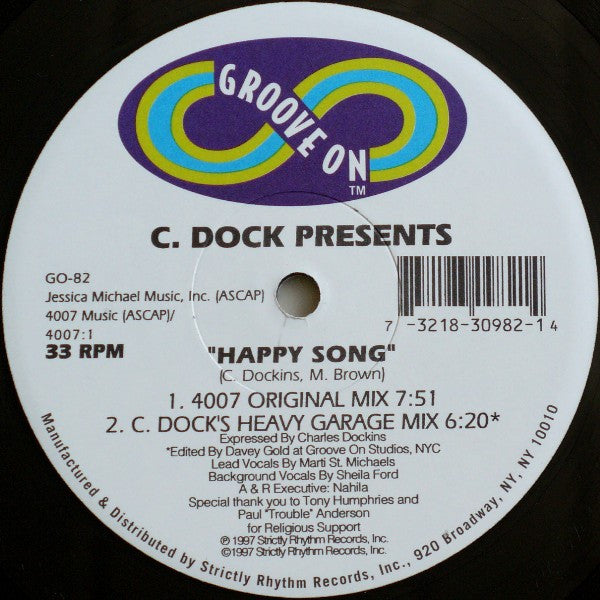 GROOVE ON
TM
C. DOCK PRESENTS
GO-82
Jessica Michael Music, Inc. (ASCAP)
4007 Music (ASCAP)/
4007:1
33 RPM
7 -3218-30982-1 4
"HAPPY SONG"
(C. Dockins, M. Brown)
1. 4007 ORIGINAL MIX 7:51
2. C. DOCK'S HEAVY GARAGE MIX 6:20*
Expressed By Charles Dockins
*Edited By Davey Gold at Groove On Studios, NYC
Lead Vocals By Marti St. Michaels
Background Vocals By Sheila Ford
A & R Executive: Nahila
Special thank you to Tony Humphries and
Paul "Trouble" Anderson
for Religious Support
℗ 1997 Strictly Rhythm Records, Inc.
©1997 Strictly Rhythm Records, Inc.
Manufactured & Distributed by Strictly Rhythm Records, Inc., 920 Broadway, NY, NY 10010